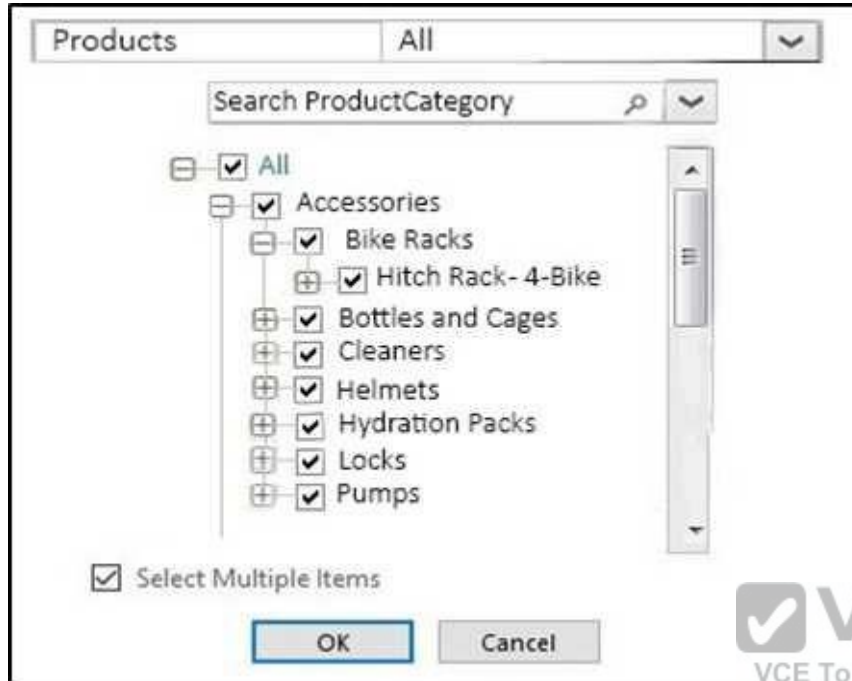 Products All
Search ProductCategory
All
Accessories
Bike Racks
Hitch Rack- 4-Bike
Bottles and Cages
Cleaners
Helmets
Hydration Packs
Locks
Pumps
Select Multiple Items
OK Cancel
V
VCE To